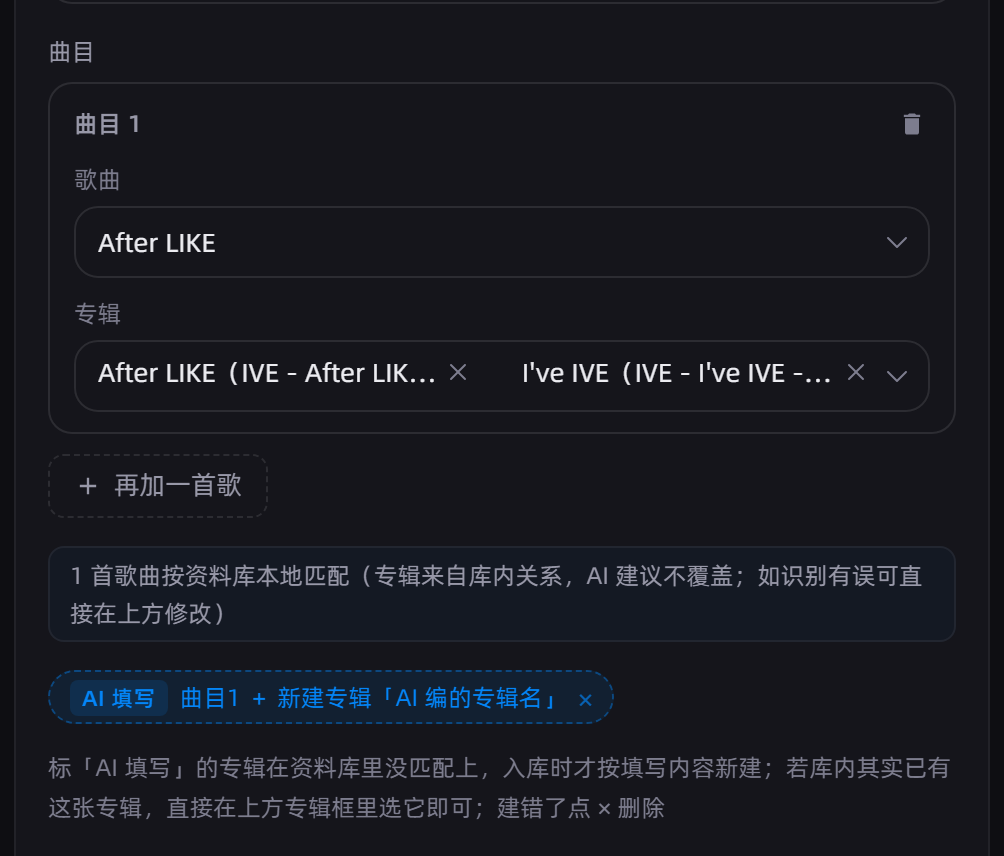 曲目
曲目 1
歌曲
After LIKE
专辑
After LIKE（IVE - After LIK... × I've IVE（IVE - I've IVE -... ×
+ 再加一首歌
1 首歌曲按资料库本地匹配（专辑来自库内关系，AI 建议不覆盖；如识别有误可直
接在上方修改）
AI 填写 曲目1 + 新建专辑「AI 编的专辑名」 ×
标「AI 填写」的专辑在资料库里没匹配上，入库时才按填写内容新建；若库内其实已有
这张专辑，直接在上方专辑框里选它即可；建错了点 × 删除